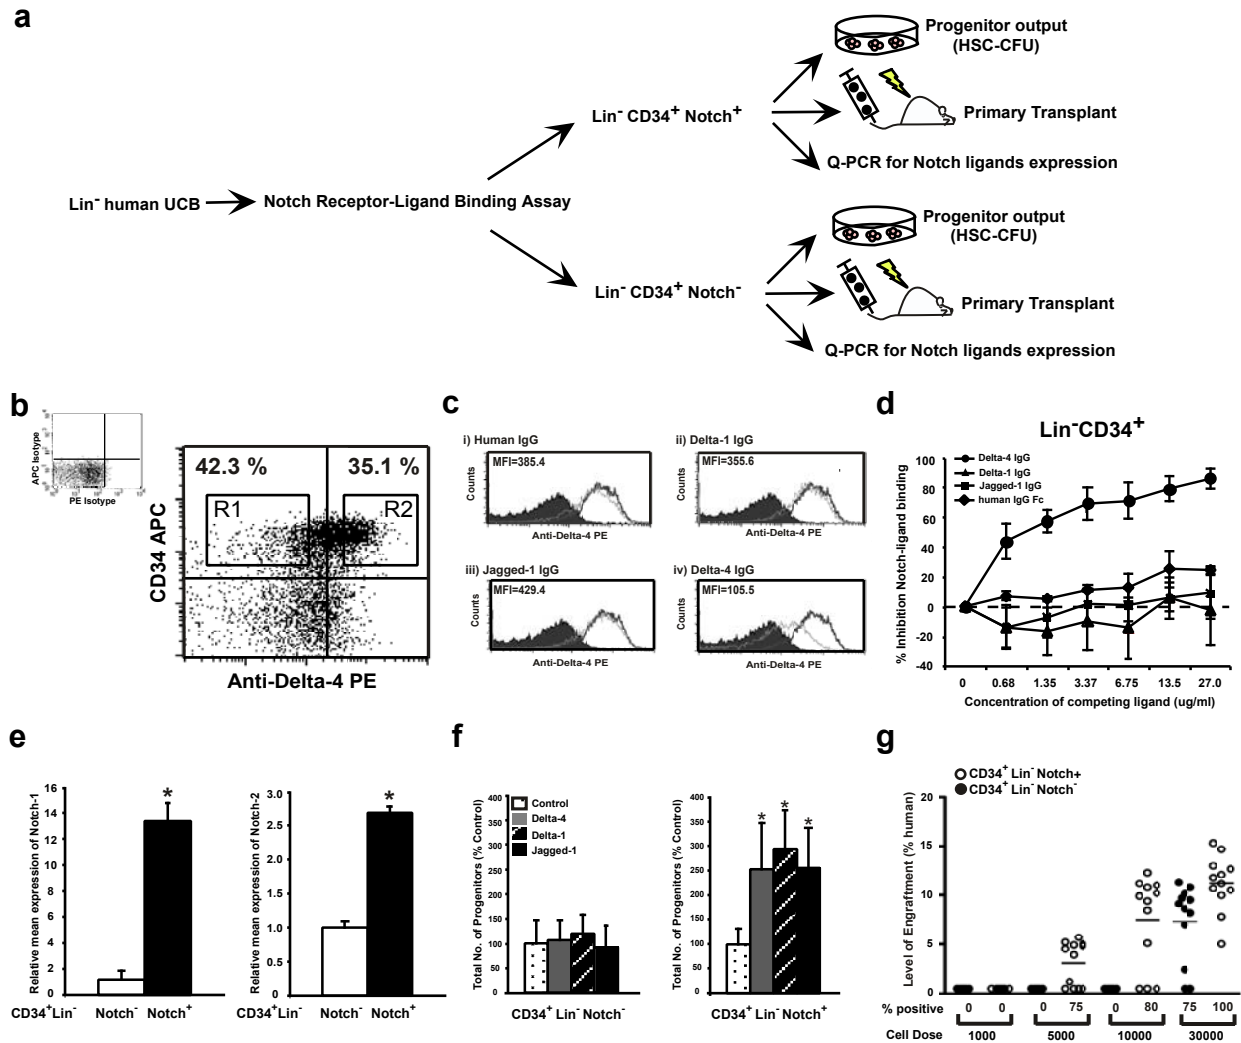 a
Progenitor output
(HSC-CFU)
Lin- CD34+ Notch+
Primary Transplant
Q-PCR for Notch ligands expression
Lin- human UCB
Notch Receptor-Ligand Binding Assay
Progenitor output
(HSC-CFU)
Lin- CD34+ Notch-
Primary Transplant
Q-PCR for Notch ligands expression
b
APC Isotype
PE Isotype
42.3 %
35.1 %
R1
R2
CD34 APC
Anti-Delta-4 PE
c
i) Human IgG
MFI=385.4
Counts
Anti-Delta-4 PE
ii) Delta-1 IgG
MFI=355.6
Counts
Anti-Delta-4 PE
iii) Jagged-1 IgG
MFI=429.4
Counts
Anti-Delta-4 PE
iv) Delta-4 IgG
MFI=105.5
Counts
Anti-Delta-4 PE
d
Lin-CD34+
Delta-4 IgG
Delta-1 IgG
Jagged-1 IgG
human IgG Fc
% Inhibition Notch-ligand binding
100
80
60
40
20
0
-20
-40
0 0.68 1.35 3.37 6.75 13.5 27.0
Concentration of competing ligand (ug/ml)
e
Relative mean expression of Notch-1
16
14
12
10
8
6
4
2
0
*
CD34+Lin- Notch- Notch+
Relative mean expression of Notch-2
3.0
2.5
2.0
1.5
1.0
0.5
0
*
CD34+Lin- Notch- Notch+
f
Total No. of Progenitors (% Control)
400
350
300
250
200
150
100
50
0
Control
Delta-4
Delta-1
Jagged-1
CD34+ Lin- Notch-
Total No. of Progenitors (% Control)
400
350
300
250
200
150
100
50
0
* * *
CD34+ Lin- Notch+
g
CD34+ Lin- Notch+
CD34+ Lin- Notch-
Level of Engraftment (% human)
20
15
10
5
0
% positive 0 0 0 75 0 80 75 100
Cell Dose 1000 5000 10000 30000